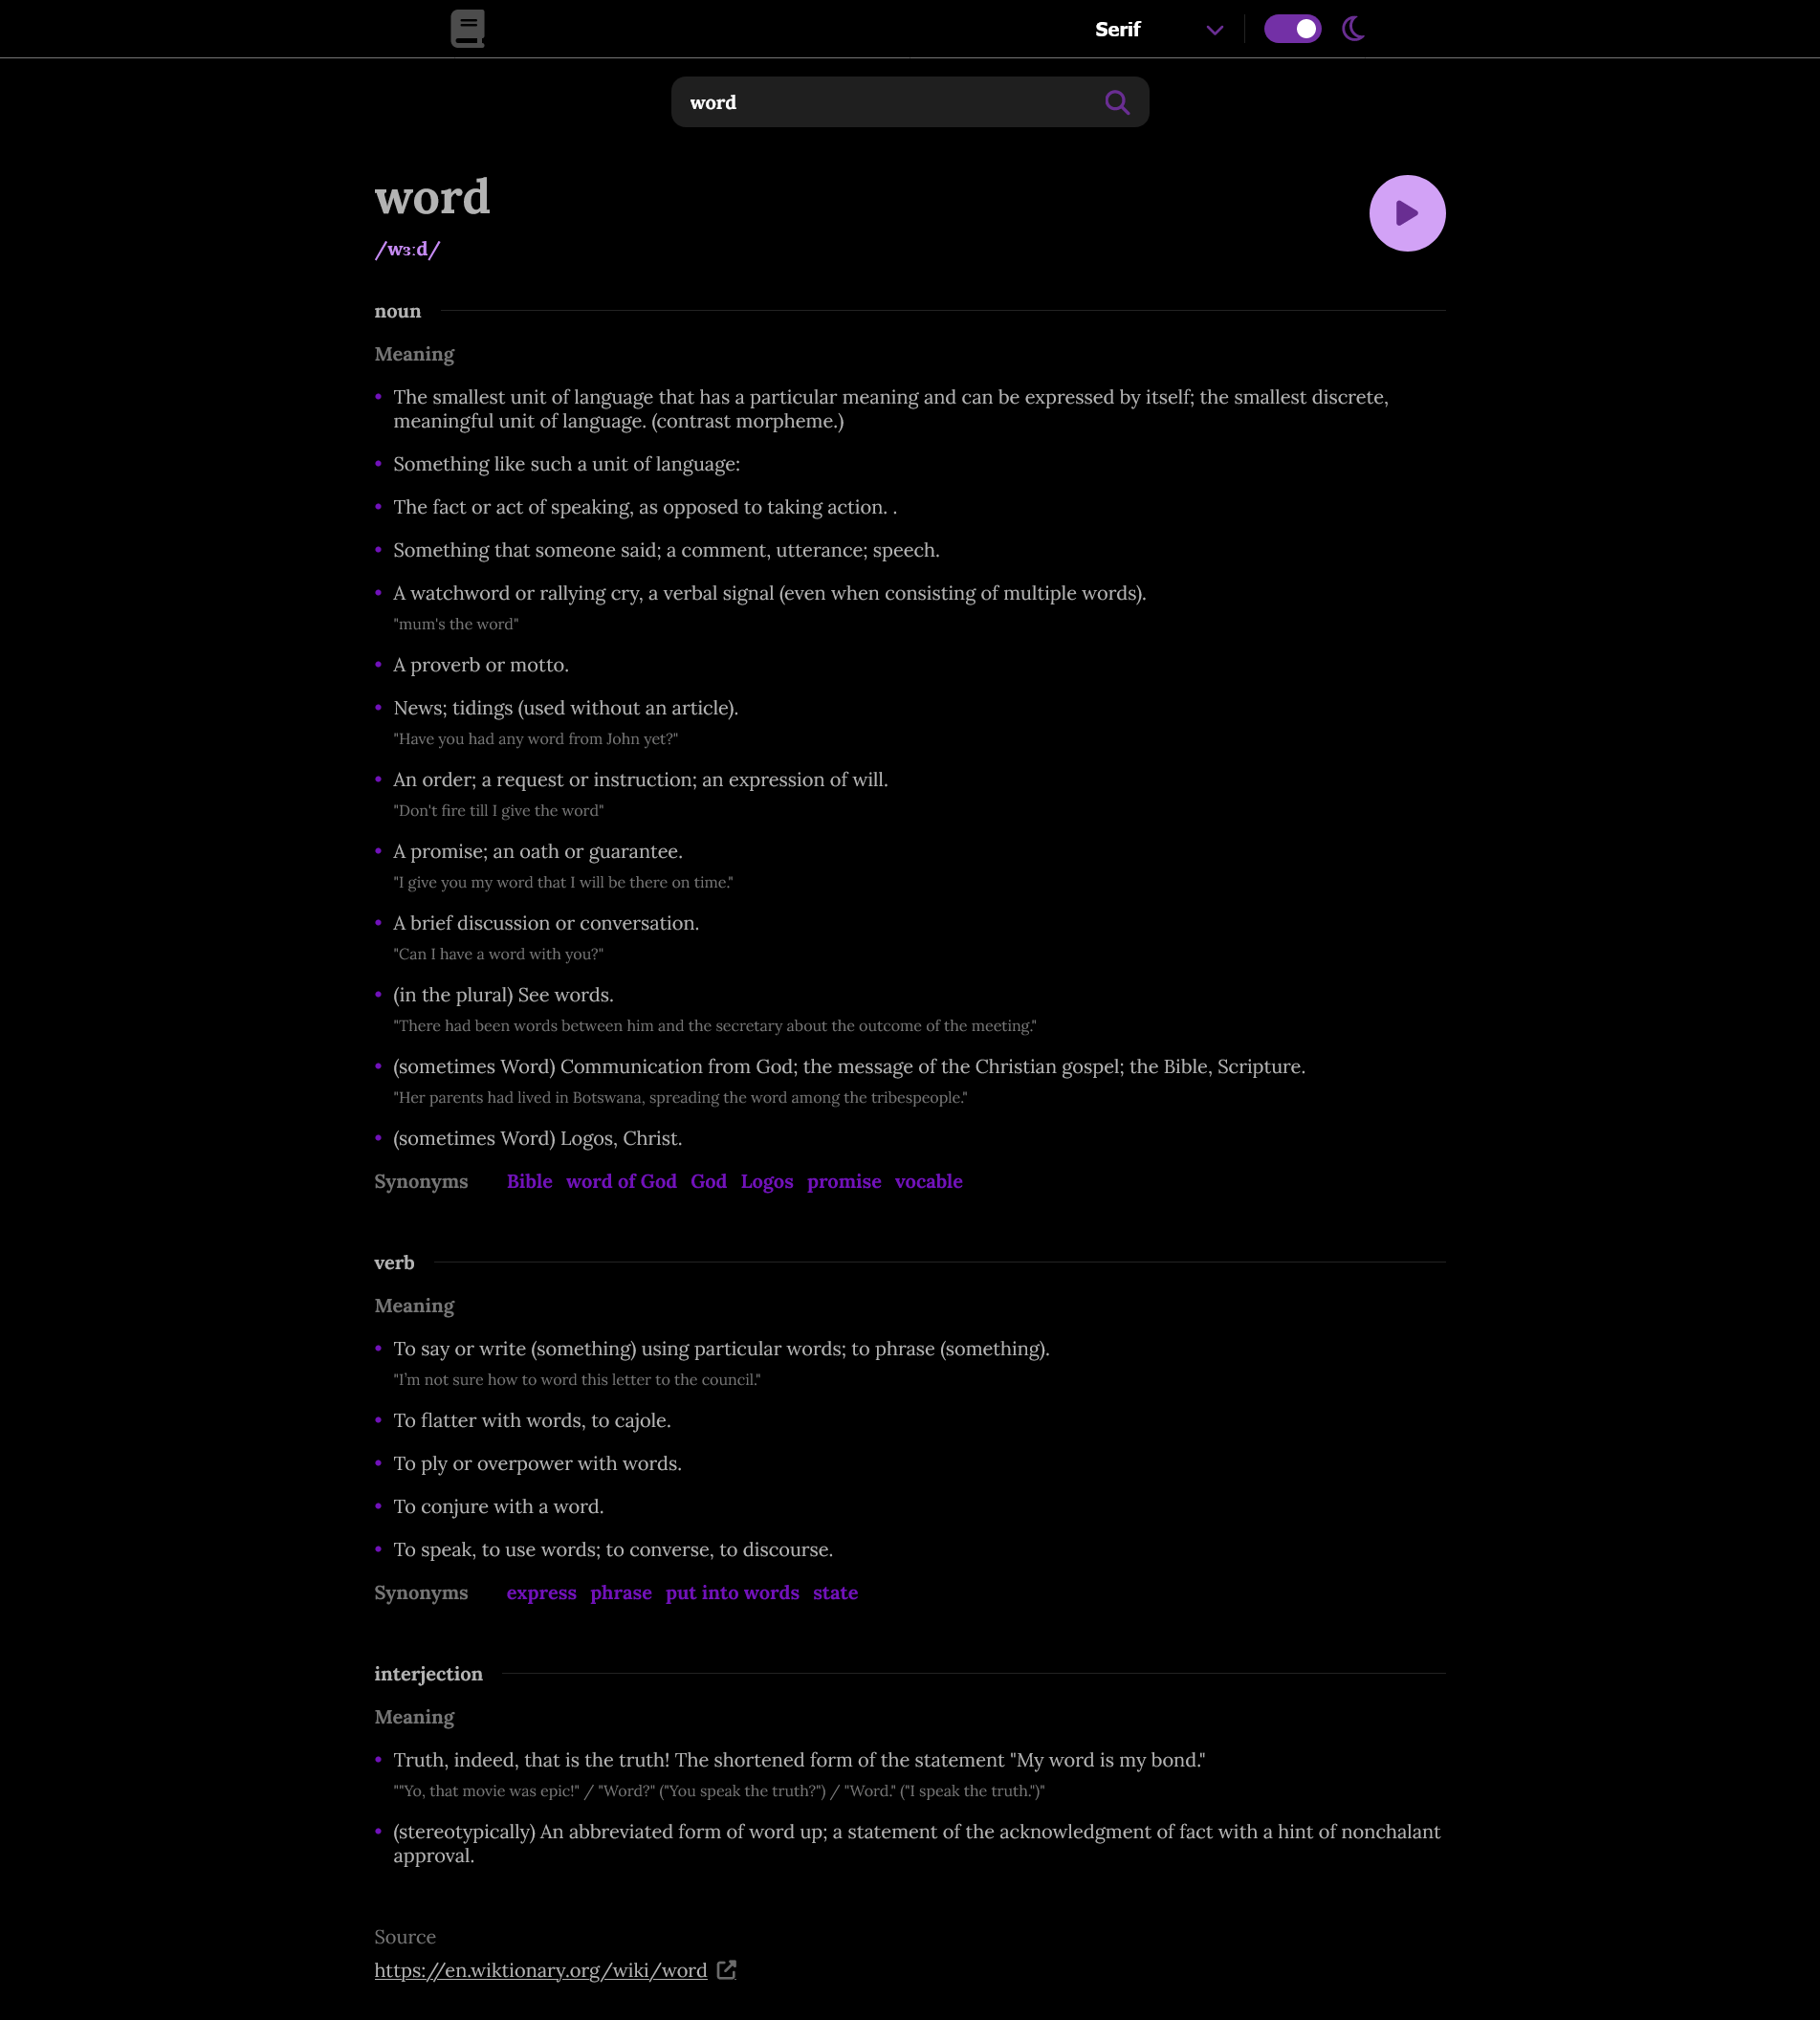 Serif
word
word
/wɜːd/
noun
Meaning
• The smallest unit of language that has a particular meaning and can be expressed by itself; the smallest discrete,
meaningful unit of language. (contrast morpheme.)
• Something like such a unit of language:
• The fact or act of speaking, as opposed to taking action. .
• Something that someone said; a comment, utterance; speech.
• A watchword or rallying cry, a verbal signal (even when consisting of multiple words).
"mum's the word"
• A proverb or motto.
• News; tidings (used without an article).
"Have you had any word from John yet?"
• An order; a request or instruction; an expression of will.
"Don't fire till I give the word"
• A promise; an oath or guarantee.
"I give you my word that I will be there on time."
• A brief discussion or conversation.
"Can I have a word with you?"
• (in the plural) See words.
"There had been words between him and the secretary about the outcome of the meeting."
• (sometimes Word) Communication from God; the message of the Christian gospel; the Bible, Scripture.
"Her parents had lived in Botswana, spreading the word among the tribespeople."
• (sometimes Word) Logos, Christ.
Synonyms Bible word of God God Logos promise vocable
verb
Meaning
• To say or write (something) using particular words; to phrase (something).
"I’m not sure how to word this letter to the council."
• To flatter with words, to cajole.
• To ply or overpower with words.
• To conjure with a word.
• To speak, to use words; to converse, to discourse.
Synonyms express phrase put into words state
interjection
Meaning
• Truth, indeed, that is the truth! The shortened form of the statement "My word is my bond."
""Yo, that movie was epic!" / "Word?" ("You speak the truth?") / "Word." ("I speak the truth.")"
• (stereotypically) An abbreviated form of word up; a statement of the acknowledgment of fact with a hint of nonchalant
approval.
Source
https://en.wiktionary.org/wiki/word